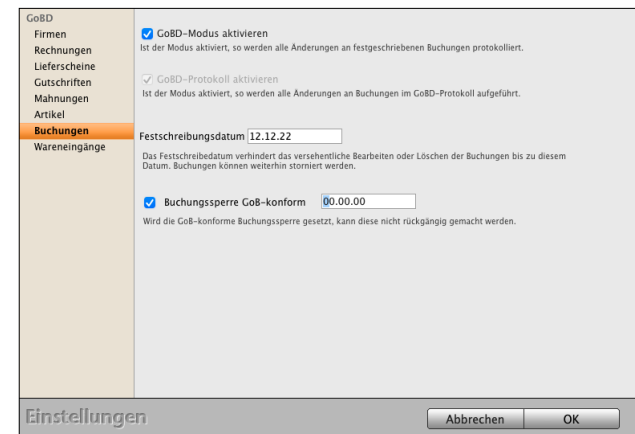 GoBD
Firmen
Rechnungen
Lieferscheine
Gutschriften
Mahnungen
Artikel
Buchungen
Wareneingänge
GoBD-Modus aktivieren
Ist der Modus aktiviert, so werden alle Änderungen an festgeschriebenen Buchungen protokolliert.
GoBD-Protokoll aktivieren
Ist der Modus aktiviert, so werden alle Änderungen an Buchungen im GoBD-Protokoll aufgeführt.
Festschreibungsdatum 12.12.22
Das Festschreibedatum verhindert das versehentliche Bearbeiten oder Löschen der Buchungen bis zu diesem
Datum. Buchungen können weiterhin storniert werden.
Buchungssperre GoB-konform 00.00.00
Wird die GoB-konforme Buchungssperre gesetzt, kann diese nicht rückgängig gemacht werden.
Einstellungen
Abbrechen OK